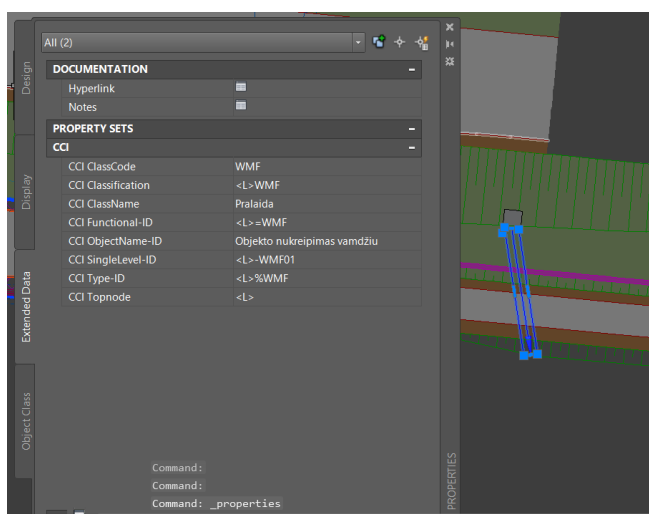 All (2)
Design
Display
Extended Data
Object Class
DOCUMENTATION
Hyperlink
Notes
PROPERTY SETS
CCI
CCI ClassCode WMF
CCI Classification <L>WMF
CCI ClassName Pralaida
CCI Functional-ID <L>=WMF
CCI ObjectName-ID Objekto nukreipimas vamdžiu
CCI SingleLevel-ID <L>-WMF01
CCI Type-ID <L>%WMF
CCI Topnode <L>
Command:
Command:
Command: _properties
PROPERTIES